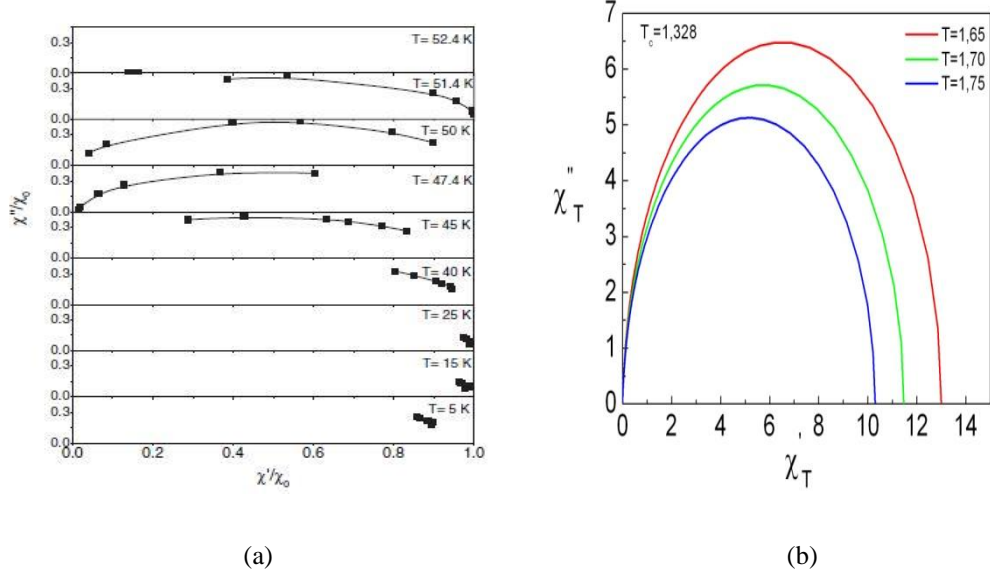 0.3
T= 52.4 K
0.0
0.3
T= 51.4 K
0.0
0.3
T= 50 K
0.0
0.3
T= 47.4 K
0.0
0.3
T= 45 K
0.0
0.3
T= 40 K
0.0
0.3
T= 25 K
0.0
0.3
T= 15 K
0.0
0.3
T= 5 K
0.0
0.0 0.2 0.4 0.6 0.8 1.0
χ''/χ₀
χ'/χ₀
(a)
T꜀=1,328
T=1,65
T=1,70
T=1,75
7
6
5
4
3
2
1
0
0 2 4 6 8 10 12 14
χ''T
χ'T
(b)